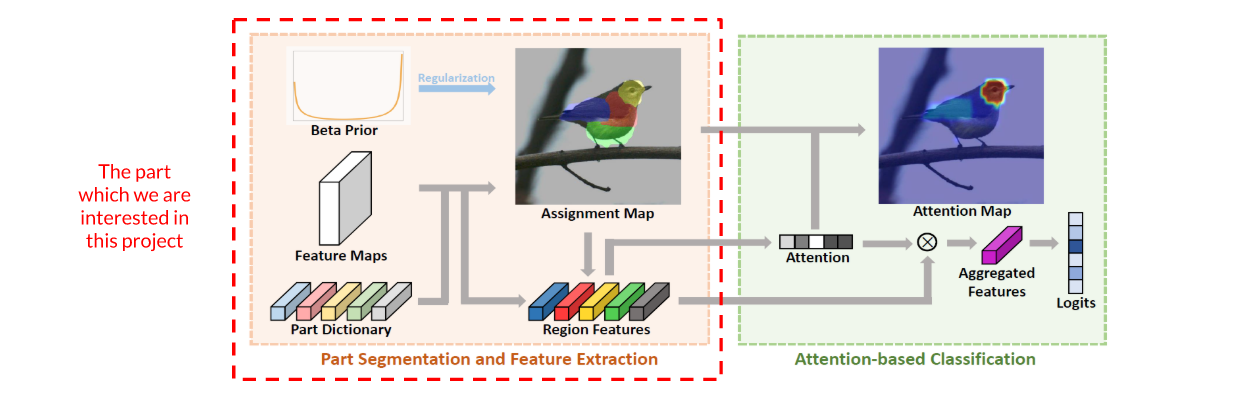 The part
which we are
interested in
this project
Regularization
Beta Prior
Feature Maps
Part Dictionary
Assignment Map
Region Features
Part Segmentation and Feature Extraction
Attention Map
Attention
Aggregated
Features
Logits
Attention-based Classification